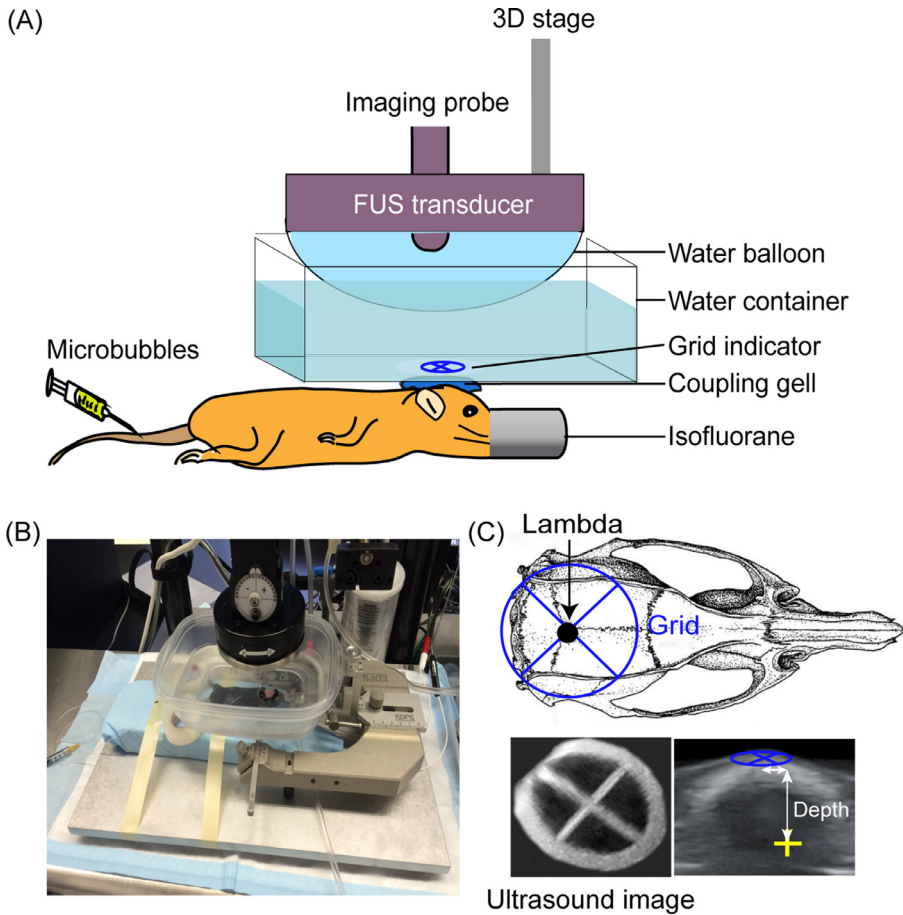 (A)
3D stage
Imaging probe
FUS transducer
Water balloon
Water container
Grid indicator
Coupling gell
Isofluorane
Microbubbles
(B)
(C)
Lambda
Grid
Depth
Ultrasound image